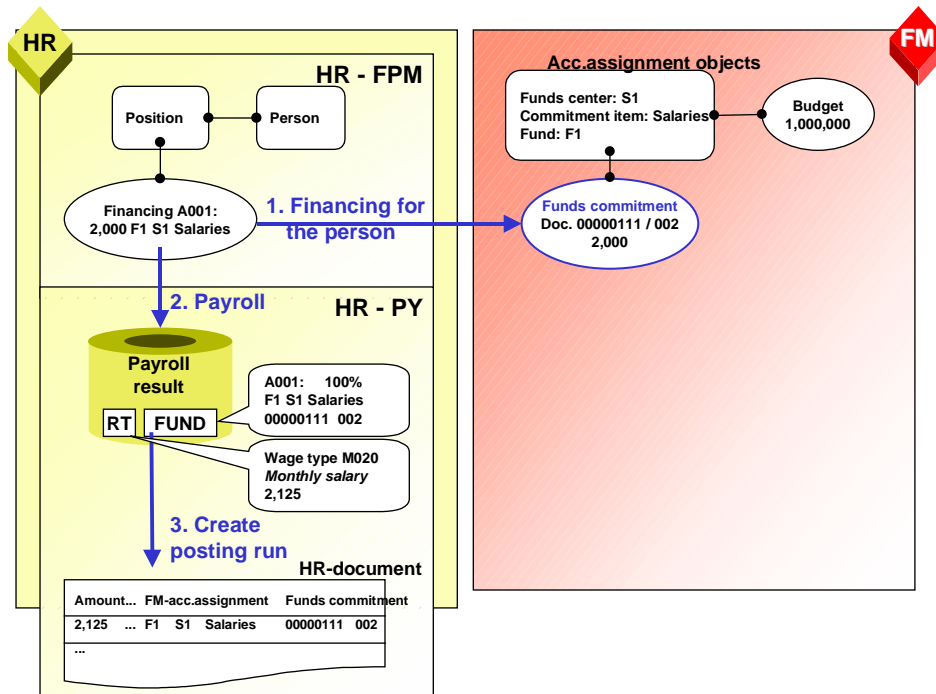 HR
HR - FPM
Position
Person
Financing A001:
2,000 F1 S1 Salaries
1. Financing for
the person
FM
Acc.assignment objects
Funds center: S1
Commitment item: Salaries
Fund: F1
Budget
1,000,000
Funds commitment
Doc. 00000111 / 002
2,000
2. Payroll
HR - PY
Payroll
result
RT
FUND
A001: 100%
F1 S1 Salaries
00000111 002
Wage type M020
Monthly salary
2,125
3. Create
posting run
HR-document
Amount... FM-acc.assignment Funds commitment
2,125 ... F1 S1 Salaries 00000111 002
...